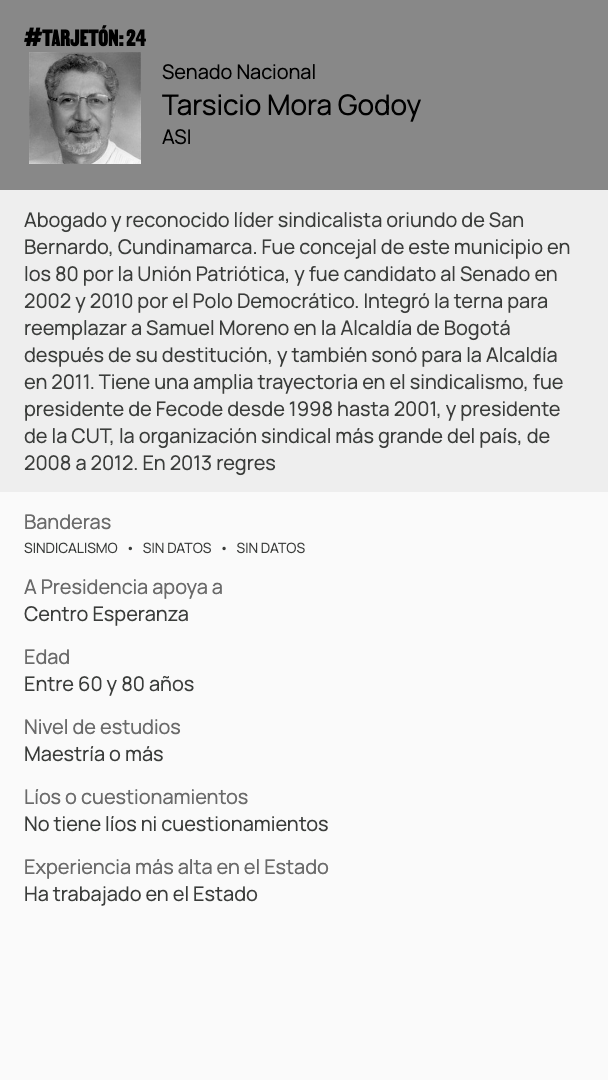 #TARJETÓN: 24
Senado Nacional
Tarsicio Mora Godoy
ASI
Abogado y reconocido líder sindicalista oriundo de San
Bernardo, Cundinamarca. Fue concejal de este municipio en
los 80 por la Unión Patriótica, y fue candidato al Senado en
2002 y 2010 por el Polo Democrático. Integró la terna para
reemplazar a Samuel Moreno en la Alcaldía de Bogotá
después de su destitución, y también sonó para la Alcaldía
en 2011. Tiene una amplia trayectoria en el sindicalismo, fue
presidente de Fecode desde 1998 hasta 2001, y presidente
de la CUT, la organización sindical más grande del país, de
2008 a 2012. En 2013 regres
Banderas
SINDICALISMO • SIN DATOS • SIN DATOS
A Presidencia apoya a
Centro Esperanza
Edad
Entre 60 y 80 años
Nivel de estudios
Maestría o más
Líos o cuestionamientos
No tiene líos ni cuestionamientos
Experiencia más alta en el Estado
Ha trabajado en el Estado